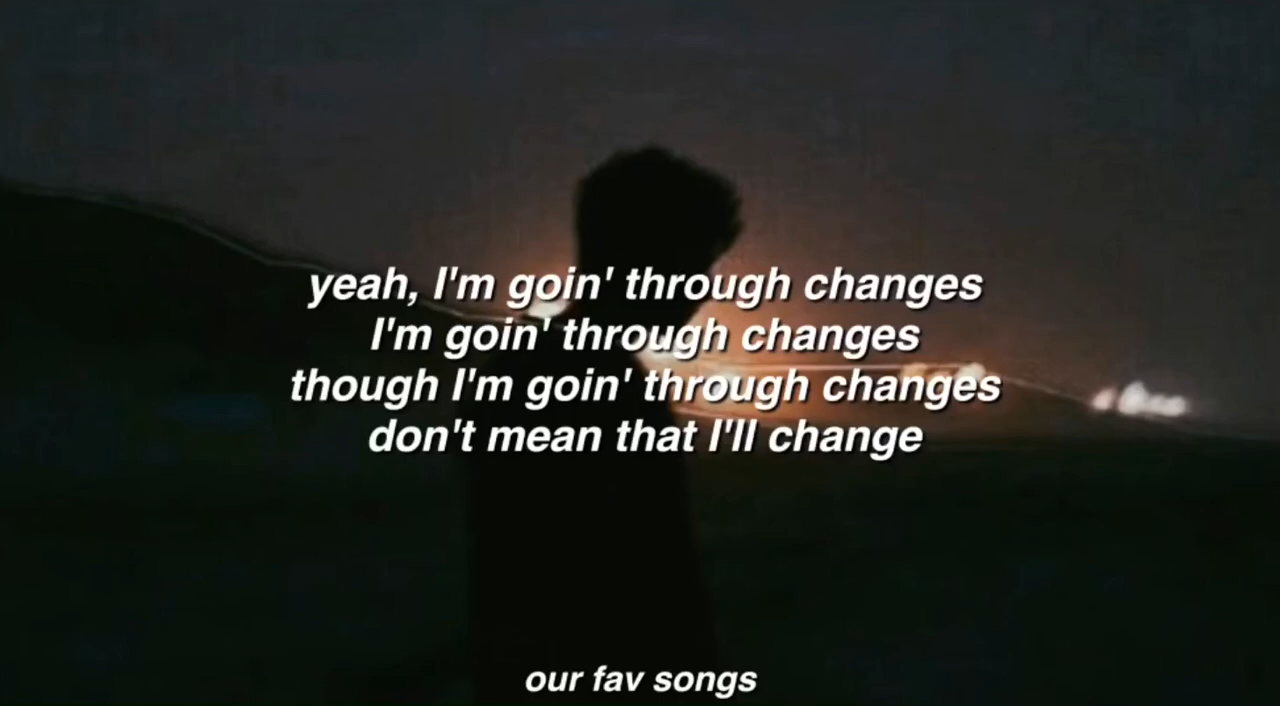 yeah, I'm goin' through changes
I'm goin' through changes
though I'm goin' through changes
don't mean that I'll change
our fav songs